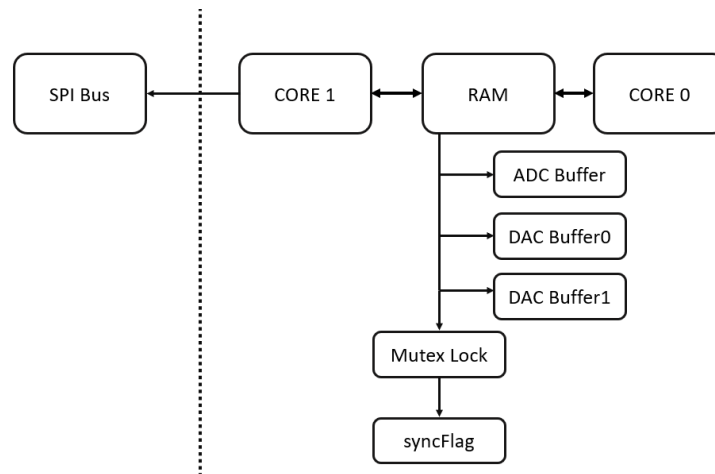 SPI Bus
CORE 1
RAM
CORE 0
ADC Buffer
DAC Buffer0
DAC Buffer1
Mutex Lock
syncFlag